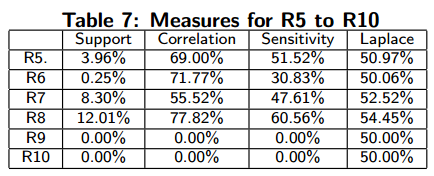 Table 7: Measures for R5 to R10
Support Correlation Sensitivity Laplace
R5. 3.96% 69.00% 51.52% 50.97%
R6 0.25% 71.77% 30.83% 50.06%
R7 8.30% 55.52% 47.61% 52.52%
R8 12.01% 77.82% 60.56% 54.45%
R9 0.00% 0.00% 0.00% 50.00%
R10 0.00% 0.00% 0.00% 50.00%